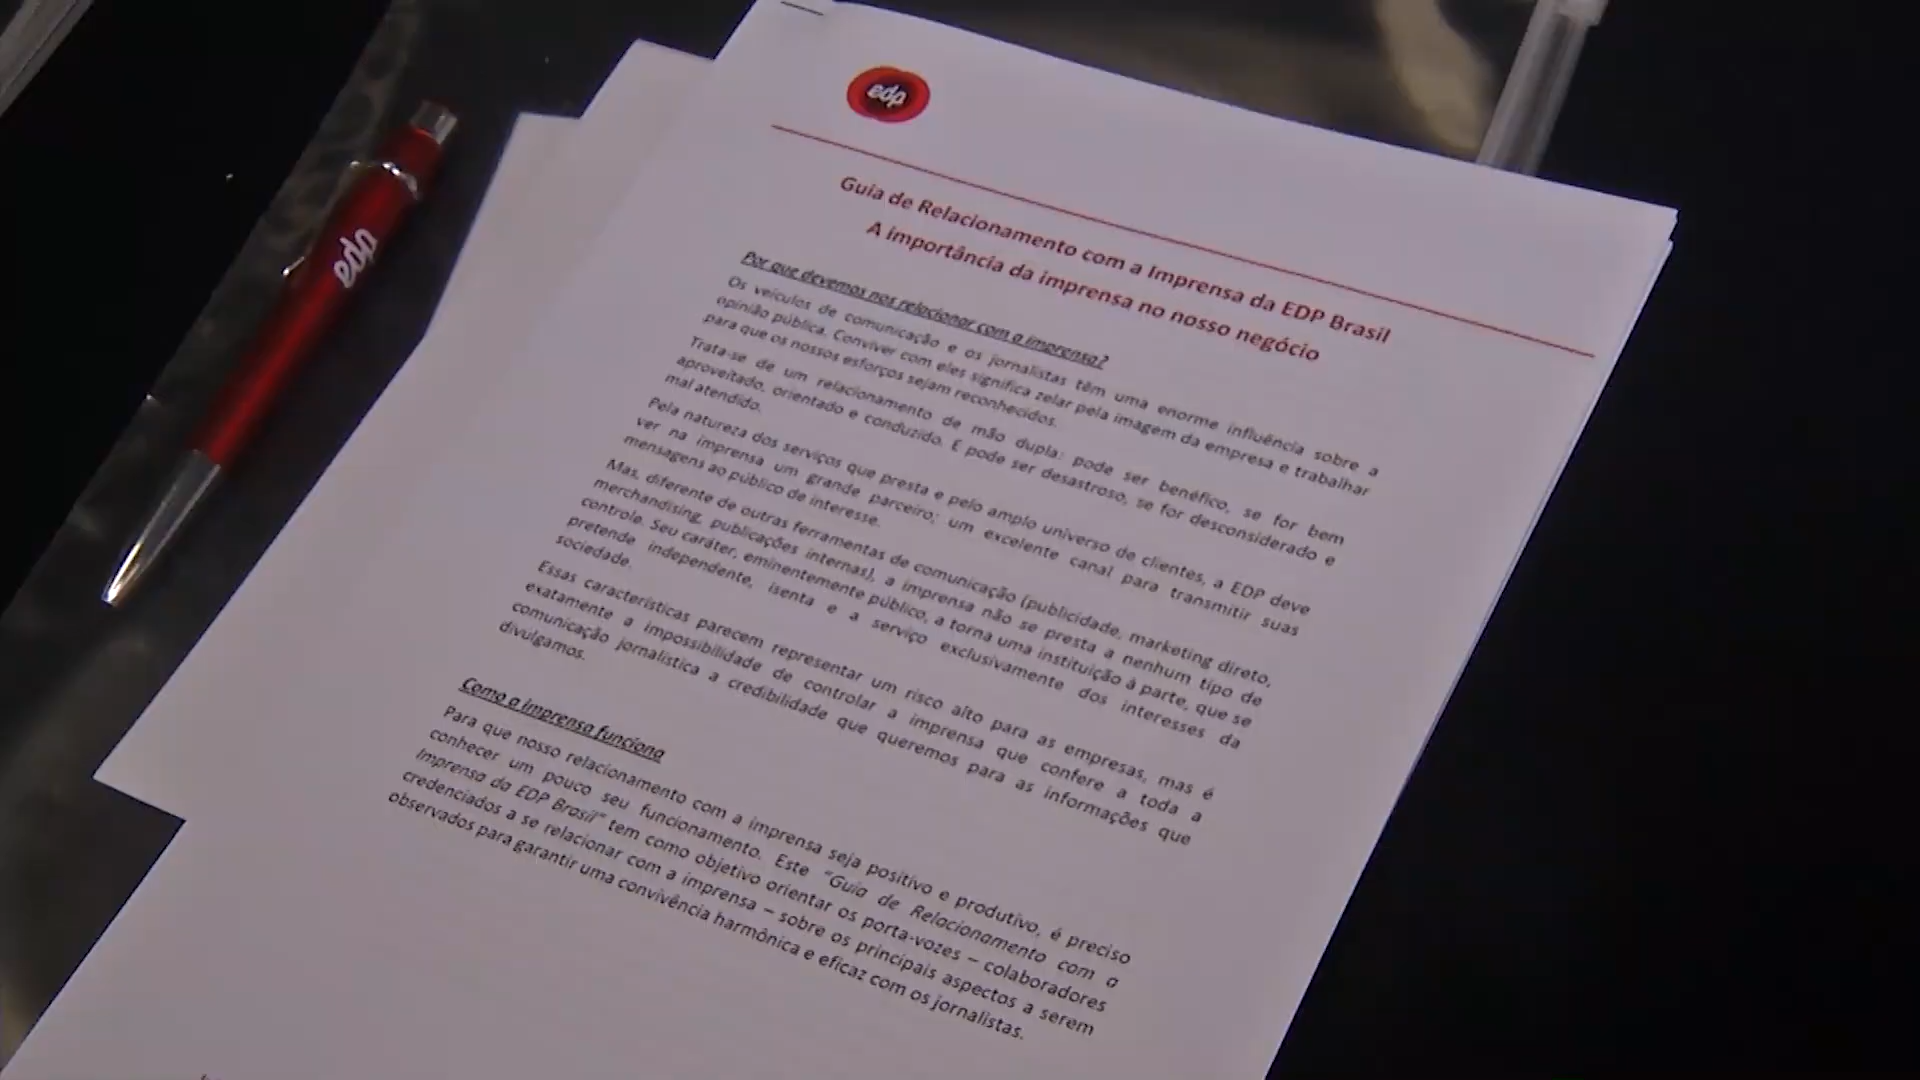 edp
edp
Guia de Relacionamento com a Imprensa da EDP Brasil
A importância da imprensa no nosso negócio
Por que devemos nos relacionar com a imprensa?
Os veículos de comunicação e os jornalistas têm uma enorme influência sobre a
opinião pública. Conviver com eles significa zelar pela imagem da empresa e trabalhar
para que os nossos esforços sejam reconhecidos.
Trata-se de um relacionamento de mão dupla: pode ser benéfico, se for bem
aproveitado, orientado e conduzido. E pode ser desastroso, se for desconsiderado e
mal atendido.
Pela natureza dos serviços que presta e pelo amplo universo de clientes, a EDP deve
ver na imprensa um grande parceiro; um excelente canal para transmitir suas
mensagens ao público de interesse.
Mas, diferente de outras ferramentas de comunicação (publicidade, marketing direto,
merchandising, publicações internas), a imprensa não se presta a nenhum tipo de
controle. Seu caráter, eminentemente público, a torna uma instituição à parte, que se
pretende independente, isenta e a serviço exclusivamente dos interesses da
sociedade.
Essas características parecem representar um risco alto para as empresas, mas é
exatamente a impossibilidade de controlar a imprensa que confere a toda a
comunicação jornalística a credibilidade que queremos para as informações que
divulgamos.
Como a imprensa funciona
Para que nosso relacionamento com a imprensa seja positivo e produtivo, é preciso
conhecer um pouco seu funcionamento. Este "Guia de Relacionamento com a
Imprensa da EDP Brasil" tem como objetivo orientar os porta-vozes – colaboradores
credenciados a se relacionar com a imprensa – sobre os principais aspectos a serem
observados para garantir uma convivência harmônica e eficaz com os jornalistas.